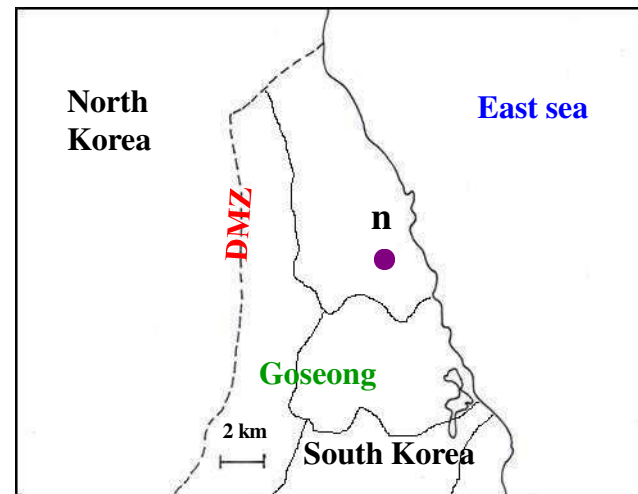 North
Korea
East sea
DMZ
n
Goseong
2 km
South Korea